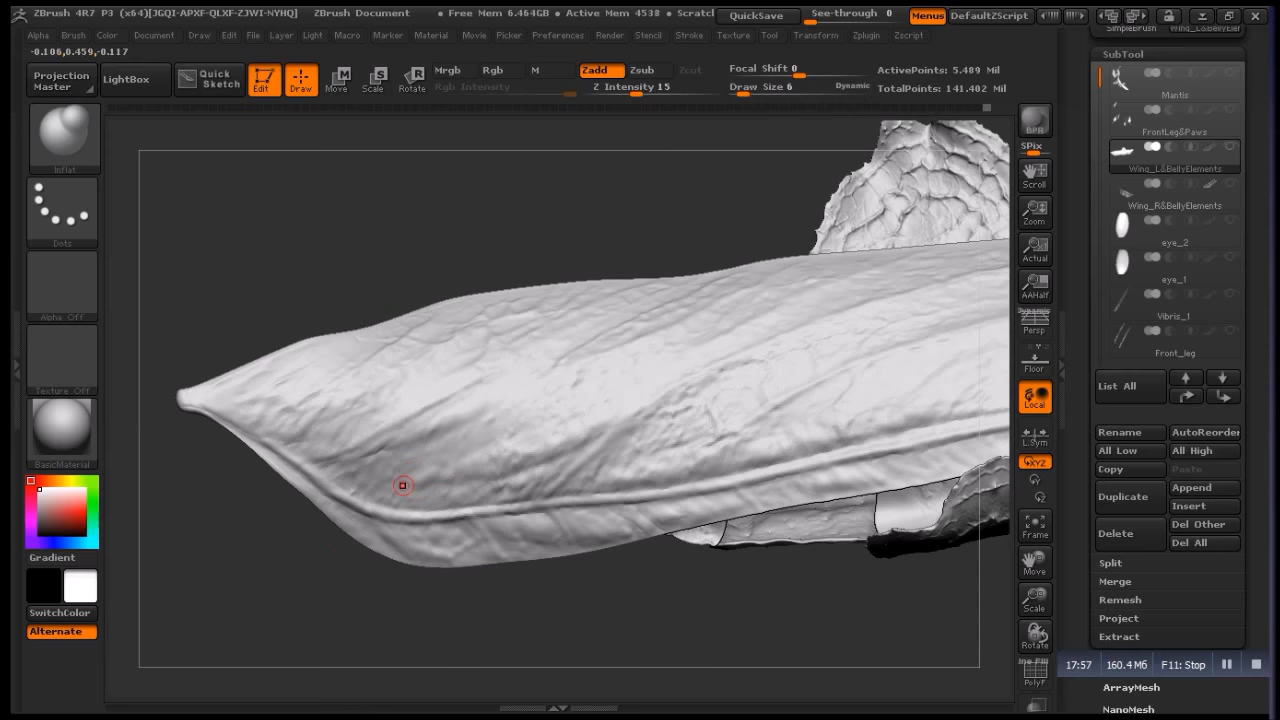 ZBrush 4R7 P3 (x64)[JGQI-APXF-QLXF-ZJWI-NYHQ] ZBrush Document • Free Mem 6.464GB • Active Mem 4538 • Scratcl QuickSave See-through 0 Menus DefaultZScript
Alpha Brush Color Document Draw Edit File Layer Light Macro Marker Material Movie Picker Preferences Render Stencil Stroke Texture Tool Transform Zplugin Zscript
-0.106,0.459,-0.117
Projection Master LightBox Quick Sketch Edit Draw Move Scale Rotate
Mrgb Rgb M Zadd Zsub Zcut Focal Shift 0 ActivePoints: 5.489 Mil
Rgb Intensity Z Intensity 15 Draw Size 6 Dynamic TotalPoints: 141.402 Mil
Inflat
Dots
Alpha Off
Texture Off
BasicMaterial
Gradient
SwitchColor
Alternate
BPR
SPix
Scroll
Zoom
Actual
AAHalf
Dynamic
Persp
Floor
Local
L.Sym
XYZ
Frame
Move
Scale
Rotate
Line Fill
PolyF
SimpleBrush Wing_L&BellyEler
SubTool
Mantis
FrontLeg&Paws
Wing_L&BellyElements
Wing_R&BellyElements
eye_2
eye_1
Vibris_1
Front_leg
List All
Rename AutoReorder
All Low All High
Copy Paste
Duplicate Append
Insert
Delete Del Other
Del All
Split
Merge
Remesh
Project
Extract
17:57 160.4 Мб F11: Stop
ArrayMesh
NanoMesh